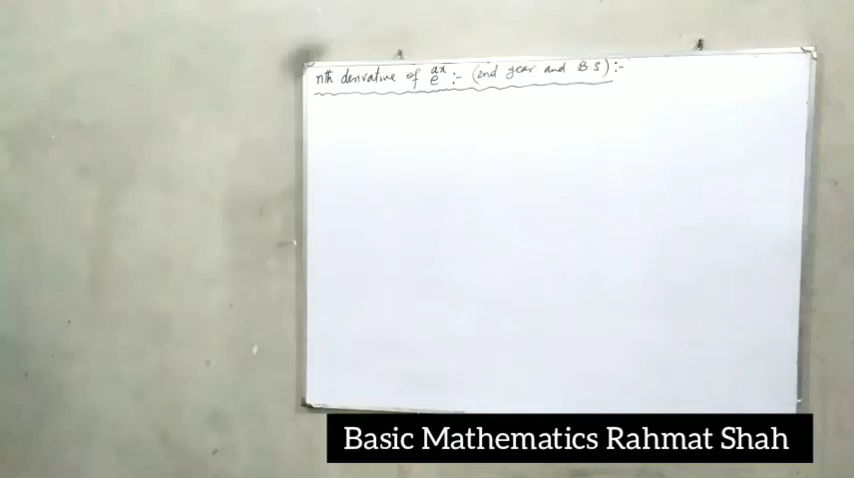 nth derivative of e^ax :- (2nd year and BS) :-
Basic Mathematics Rahmat Shah